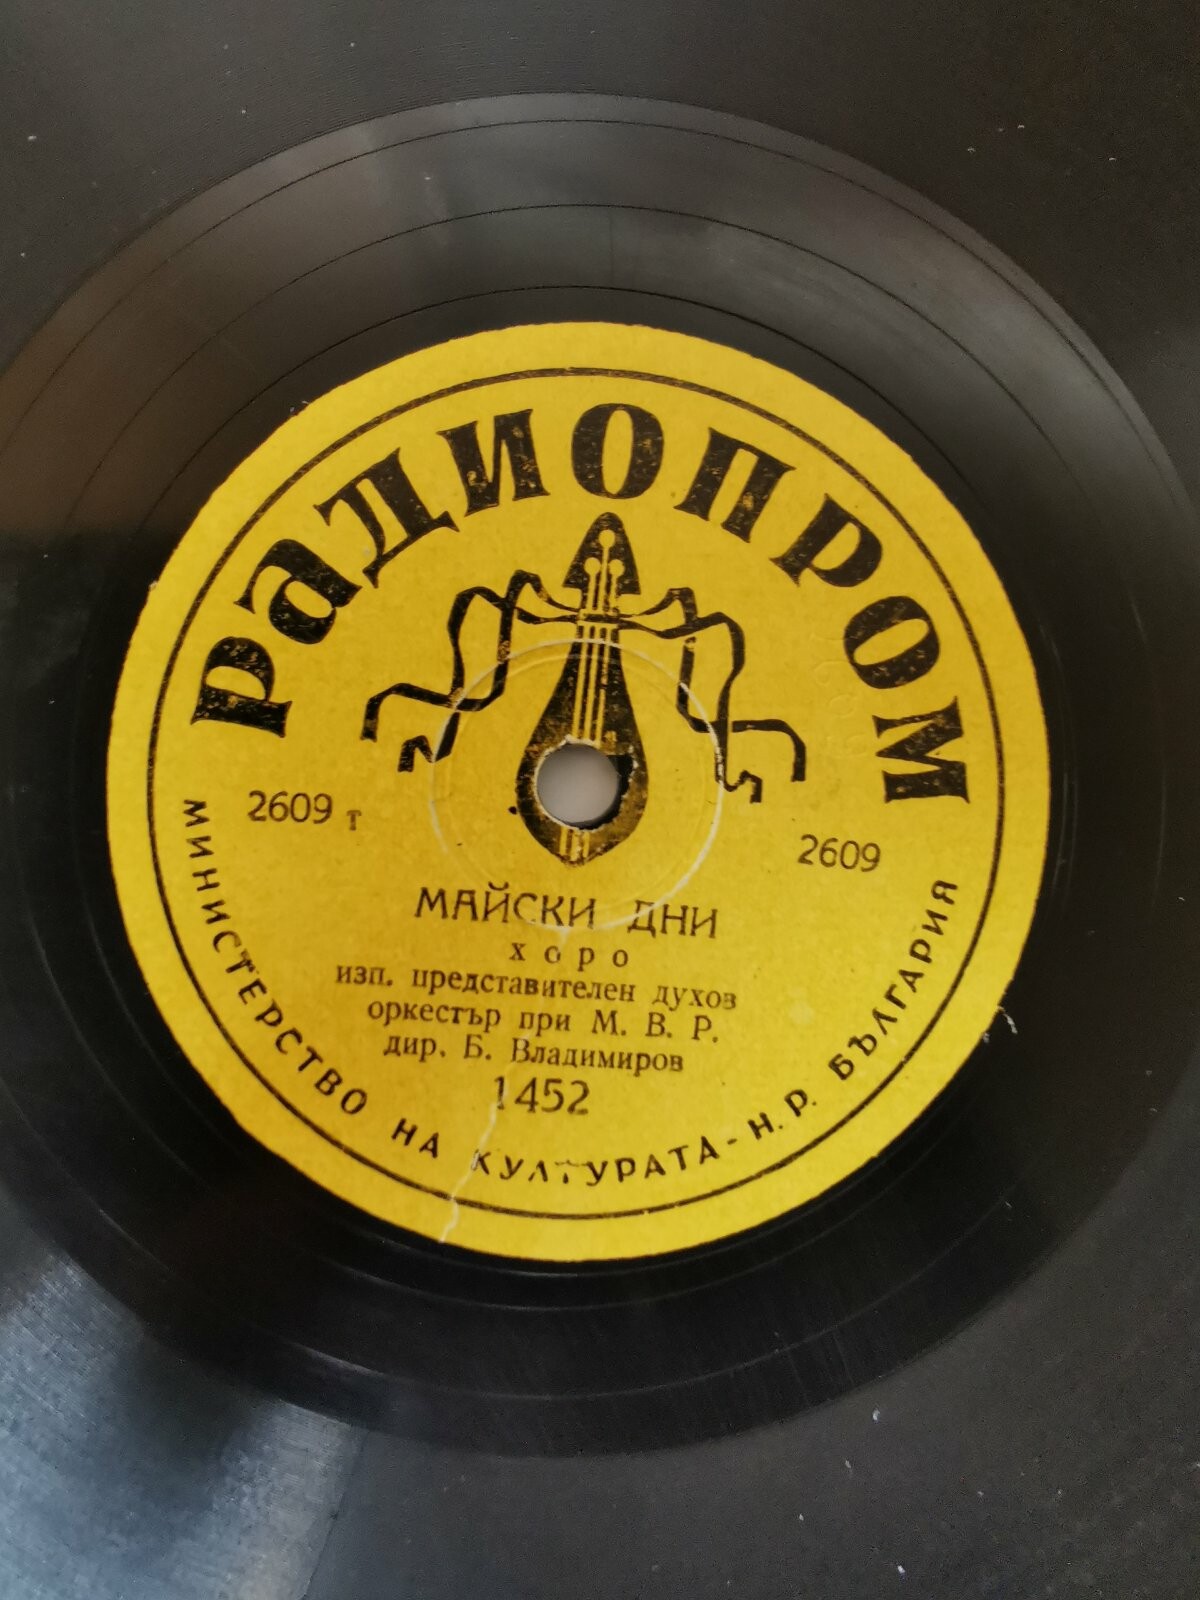 РАДИОПРОМ
2609 т
2609
МАЙСКИ ДНИ
хоро
изп. представителен духов
оркестър при М. В. Р.
дир. Б. Владимиров
1452
МИНИСТЕРСТВО НА КУЛТУРАТА - Н. Р. БЪЛГАРИЯ